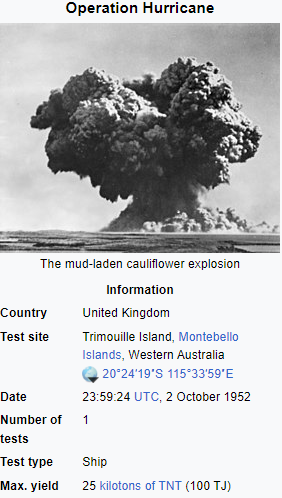 Operation Hurricane
The mud-laden cauliflower explosion
Information
Country United Kingdom
Test site Trimouille Island, Montebello
Islands, Western Australia
20°24′19″S 115°33′59″E
Date 23:59:24 UTC, 2 October 1952
Number of 1
tests
Test type Ship
Max. yield 25 kilotons of TNT (100 TJ)